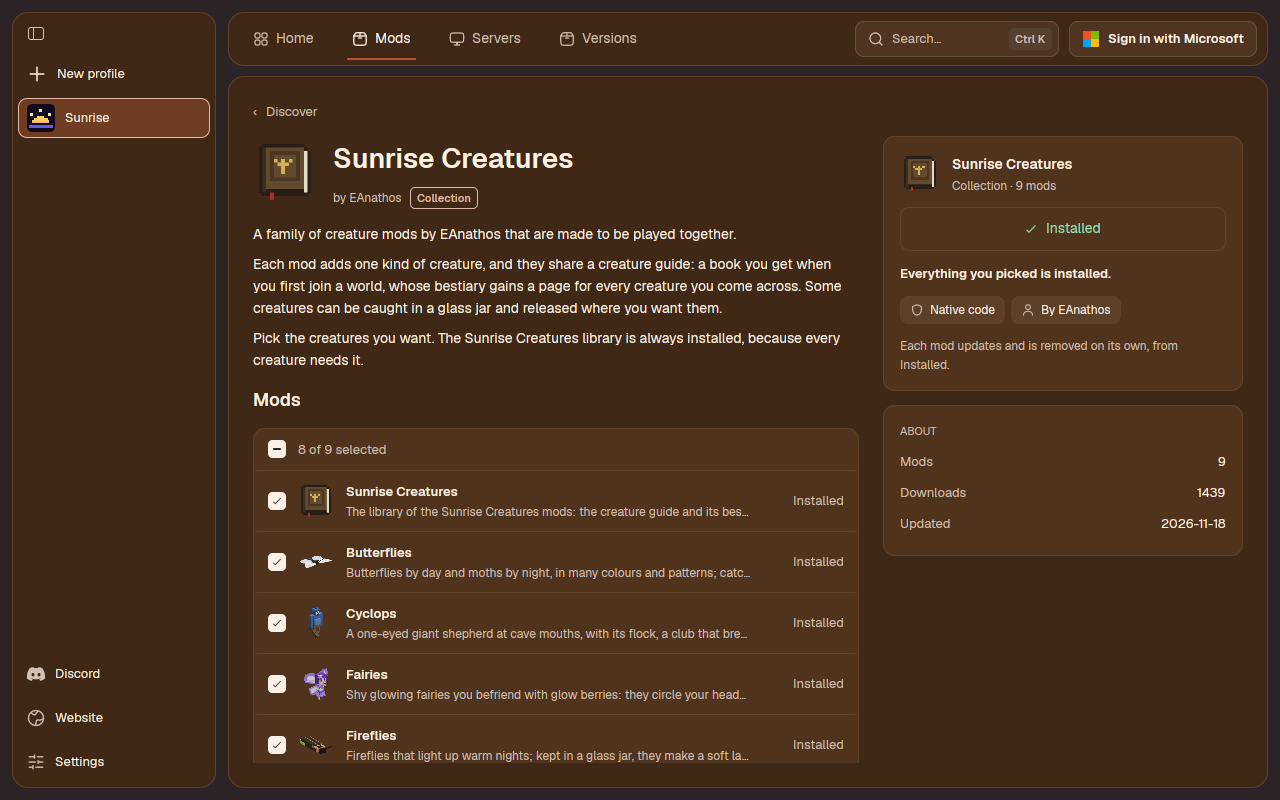 New profile
Sunrise
Discord
Website
Settings
Home
Mods
Servers
Versions
Search...
Ctrl K
Sign in with Microsoft
‹ Discover
Sunrise Creatures
by EAnathos
Collection
A family of creature mods by EAnathos that are made to be played together.
Each mod adds one kind of creature, and they share a creature guide: a book you get when
you first join a world, whose bestiary gains a page for every creature you come across. Some
creatures can be caught in a glass jar and released where you want them.
Pick the creatures you want. The Sunrise Creatures library is always installed, because every
creature needs it.
Mods
8 of 9 selected
Sunrise Creatures
The library of the Sunrise Creatures mods: the creature guide and its bes...
Installed
Butterflies
Butterflies by day and moths by night, in many colours and patterns; catc...
Installed
Cyclops
A one-eyed giant shepherd at cave mouths, with its flock, a club that bre...
Installed
Fairies
Shy glowing fairies you befriend with glow berries: they circle your head...
Installed
Fireflies
Fireflies that light up warm nights; kept in a glass jar, they make a soft la...
Installed
Sunrise Creatures
Collection · 9 mods
Installed
Everything you picked is installed.
Native code
By EAnathos
Each mod updates and is removed on its own, from
Installed.
ABOUT
Mods 9
Downloads 1439
Updated 2026-11-18